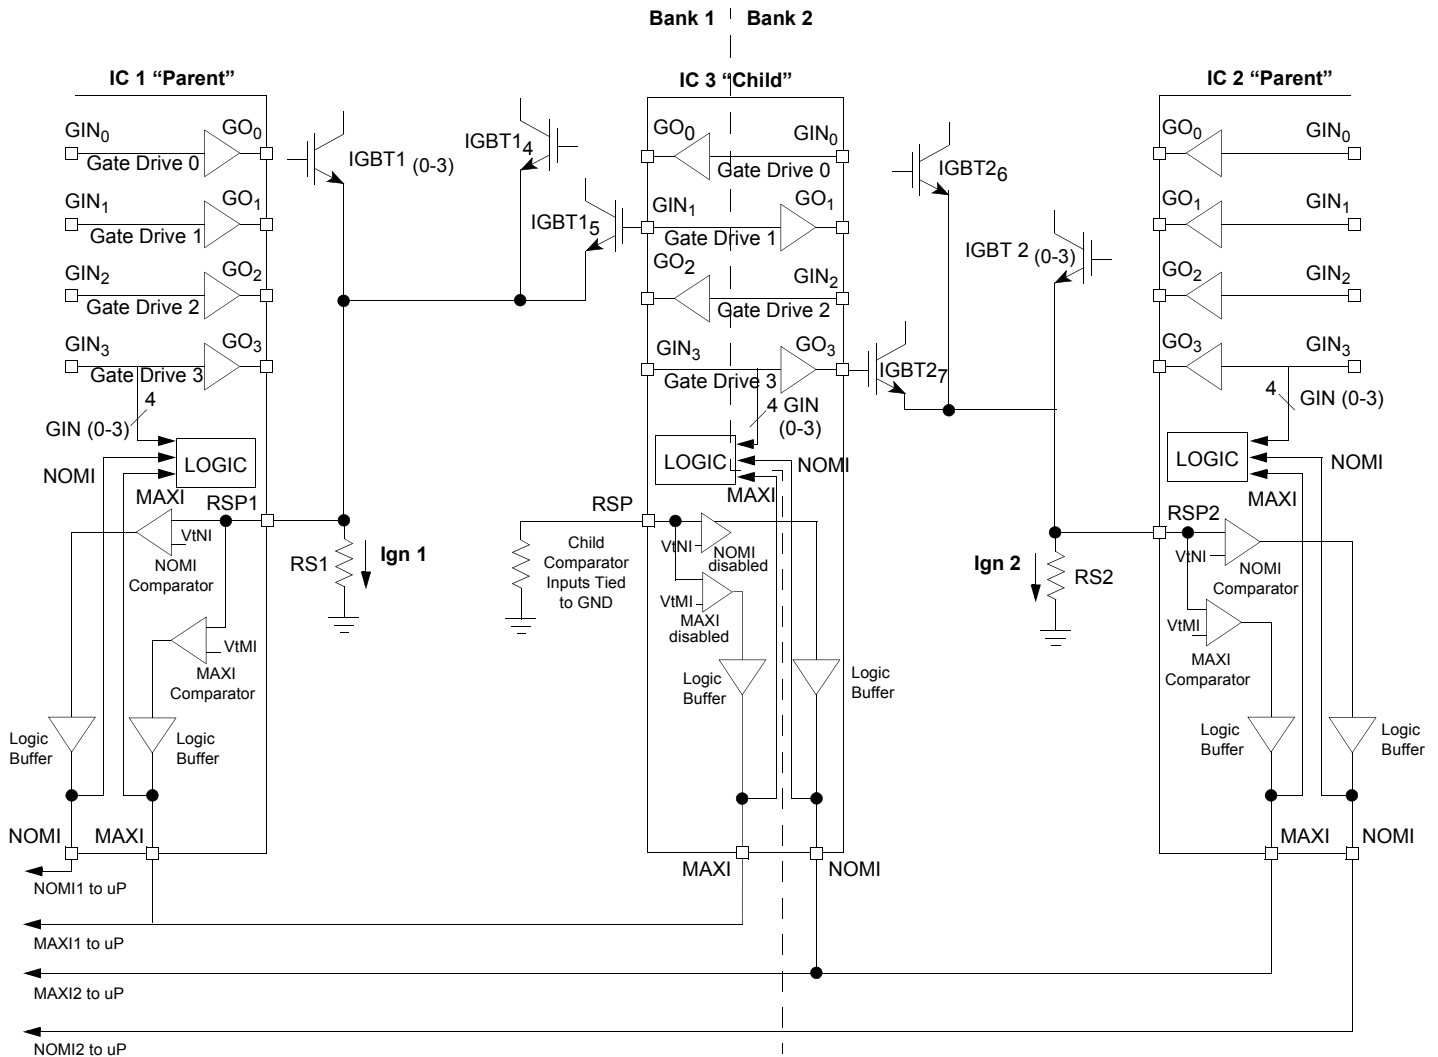 Bank 1 Bank 2
IC 1 “Parent”
GIN0 GO0
Gate Drive 0
GIN1 GO1
Gate Drive 1
GIN2 GO2
Gate Drive 2
GIN3 GO3
Gate Drive 3
4
GIN (0-3)
LOGIC
NOMI
MAXI
RSP1
VtNI
NOMI
Comparator
VtMI
MAXI
Comparator
Logic
Buffer
Logic
Buffer
NOMI MAXI
IGBT1 (0-3)
IGBT14
IGBT15
RS1
Ign 1
IC 3 “Child”
GO0 GIN0
Gate Drive 0
GIN1 GO1
Gate Drive 1
GO2 GIN2
Gate Drive 2
GIN3 GO3
Gate Drive 3
4 GIN
(0-3)
LOGIC
NOMI
MAXI
RSP
Child
Comparator
Inputs Tied
to GND
VtNI
NOMI
disabled
VtMI
MAXI
disabled
Logic
Buffer
Logic
Buffer
MAXI NOMI
IGBT26
IGBT 2 (0-3)
IGBT27
Ign 2
RS2
IC 2 “Parent”
GO0 GIN0
GO1 GIN1
GO2 GIN2
GO3 GIN3
4
GIN (0-3)
LOGIC
NOMI
MAXI
RSP2
VtNI
NOMI
Comparator
VtMI
MAXI
Comparator
Logic
Buffer
Logic
Buffer
MAXI NOMI
NOMI1 to uP
MAXI1 to uP
MAXI2 to uP
NOMI2 to uP